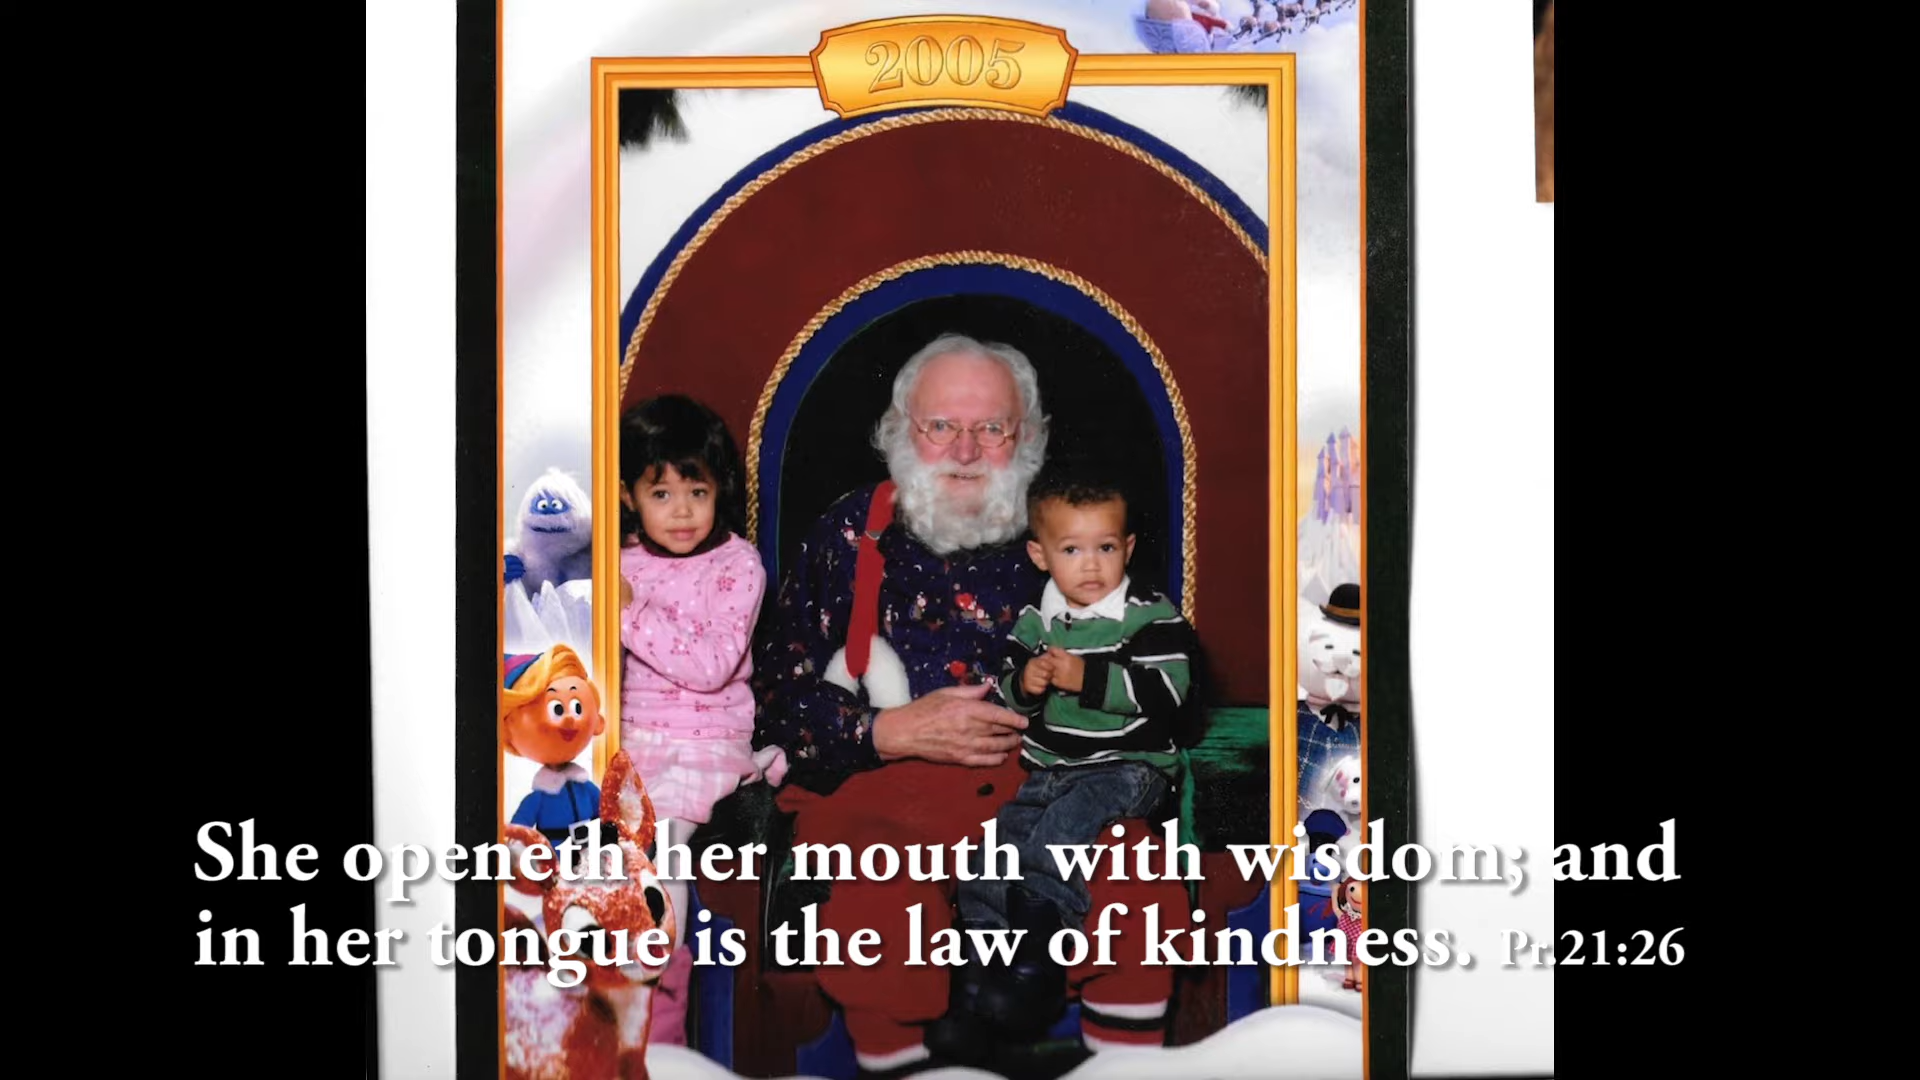 2005
She openeth her mouth with wisdom; and
in her tongue is the law of kindness. Pr.21:26